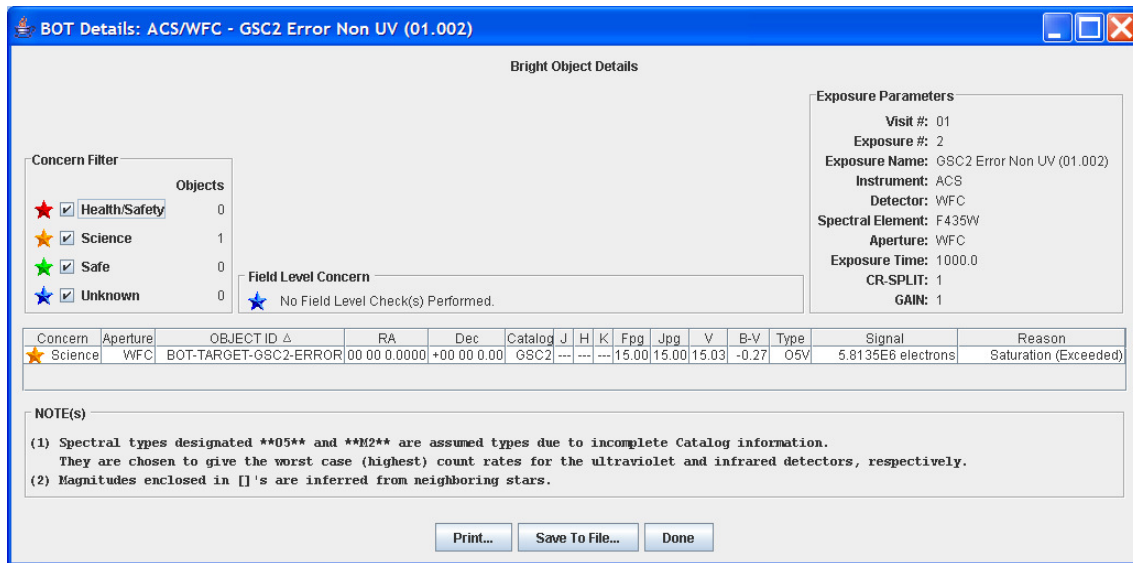 BOT Details: ACS/WFC - GSC2 Error Non UV (01.002)
Bright Object Details
Exposure Parameters
Visit #: 01
Exposure #: 2
Exposure Name: GSC2 Error Non UV (01.002)
Instrument: ACS
Detector: WFC
Spectral Element: F435W
Aperture: WFC
Exposure Time: 1000.0
CR-SPLIT: 1
GAIN: 1
Concern Filter
Objects
Health/Safety 0
Science 1
Safe 0
Unknown 0
Field Level Concern
No Field Level Check(s) Performed.
Concern Aperture OBJECT ID △ RA Dec Catalog J H K Fpg Jpg V B-V Type Signal Reason
Science WFC BOT-TARGET-GSC2-ERROR 00 00 0.0000 +00 00 0.00 GSC2 --- --- --- 15.00 15.00 15.03 -0.27 O5V 5.8135E6 electrons Saturation (Exceeded)
NOTE(s)
(1) Spectral types designated **O5** and **M2** are assumed types due to incomplete Catalog information.
They are chosen to give the worst case (highest) count rates for the ultraviolet and infrared detectors, respectively.
(2) Magnitudes enclosed in []'s are inferred from neighboring stars.
Print... Save To File... Done